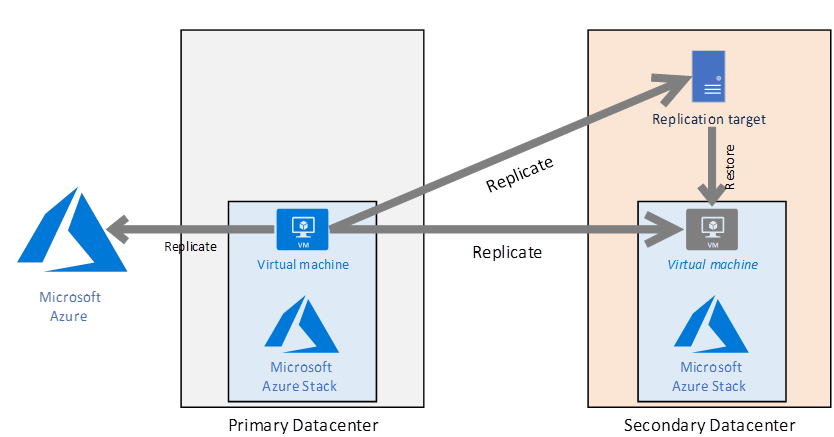 Replication target
Restore
Replicate
VM
VM
Replicate
Replicate
Virtual machine
Virtual machine
Microsoft
Azure
Microsoft
Azure Stack
Microsoft
Azure Stack
Primary Datacenter
Secondary Datacenter